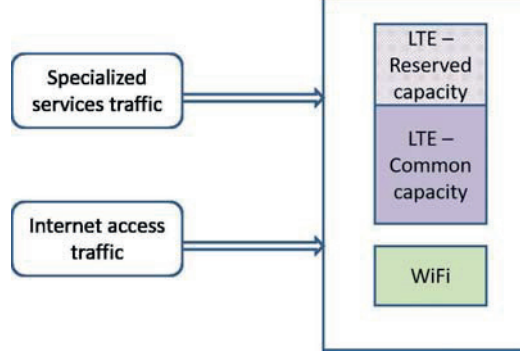 Specialized
services traffic
Internet access
traffic
LTE –
Reserved
capacity
LTE –
Common
capacity
WiFi